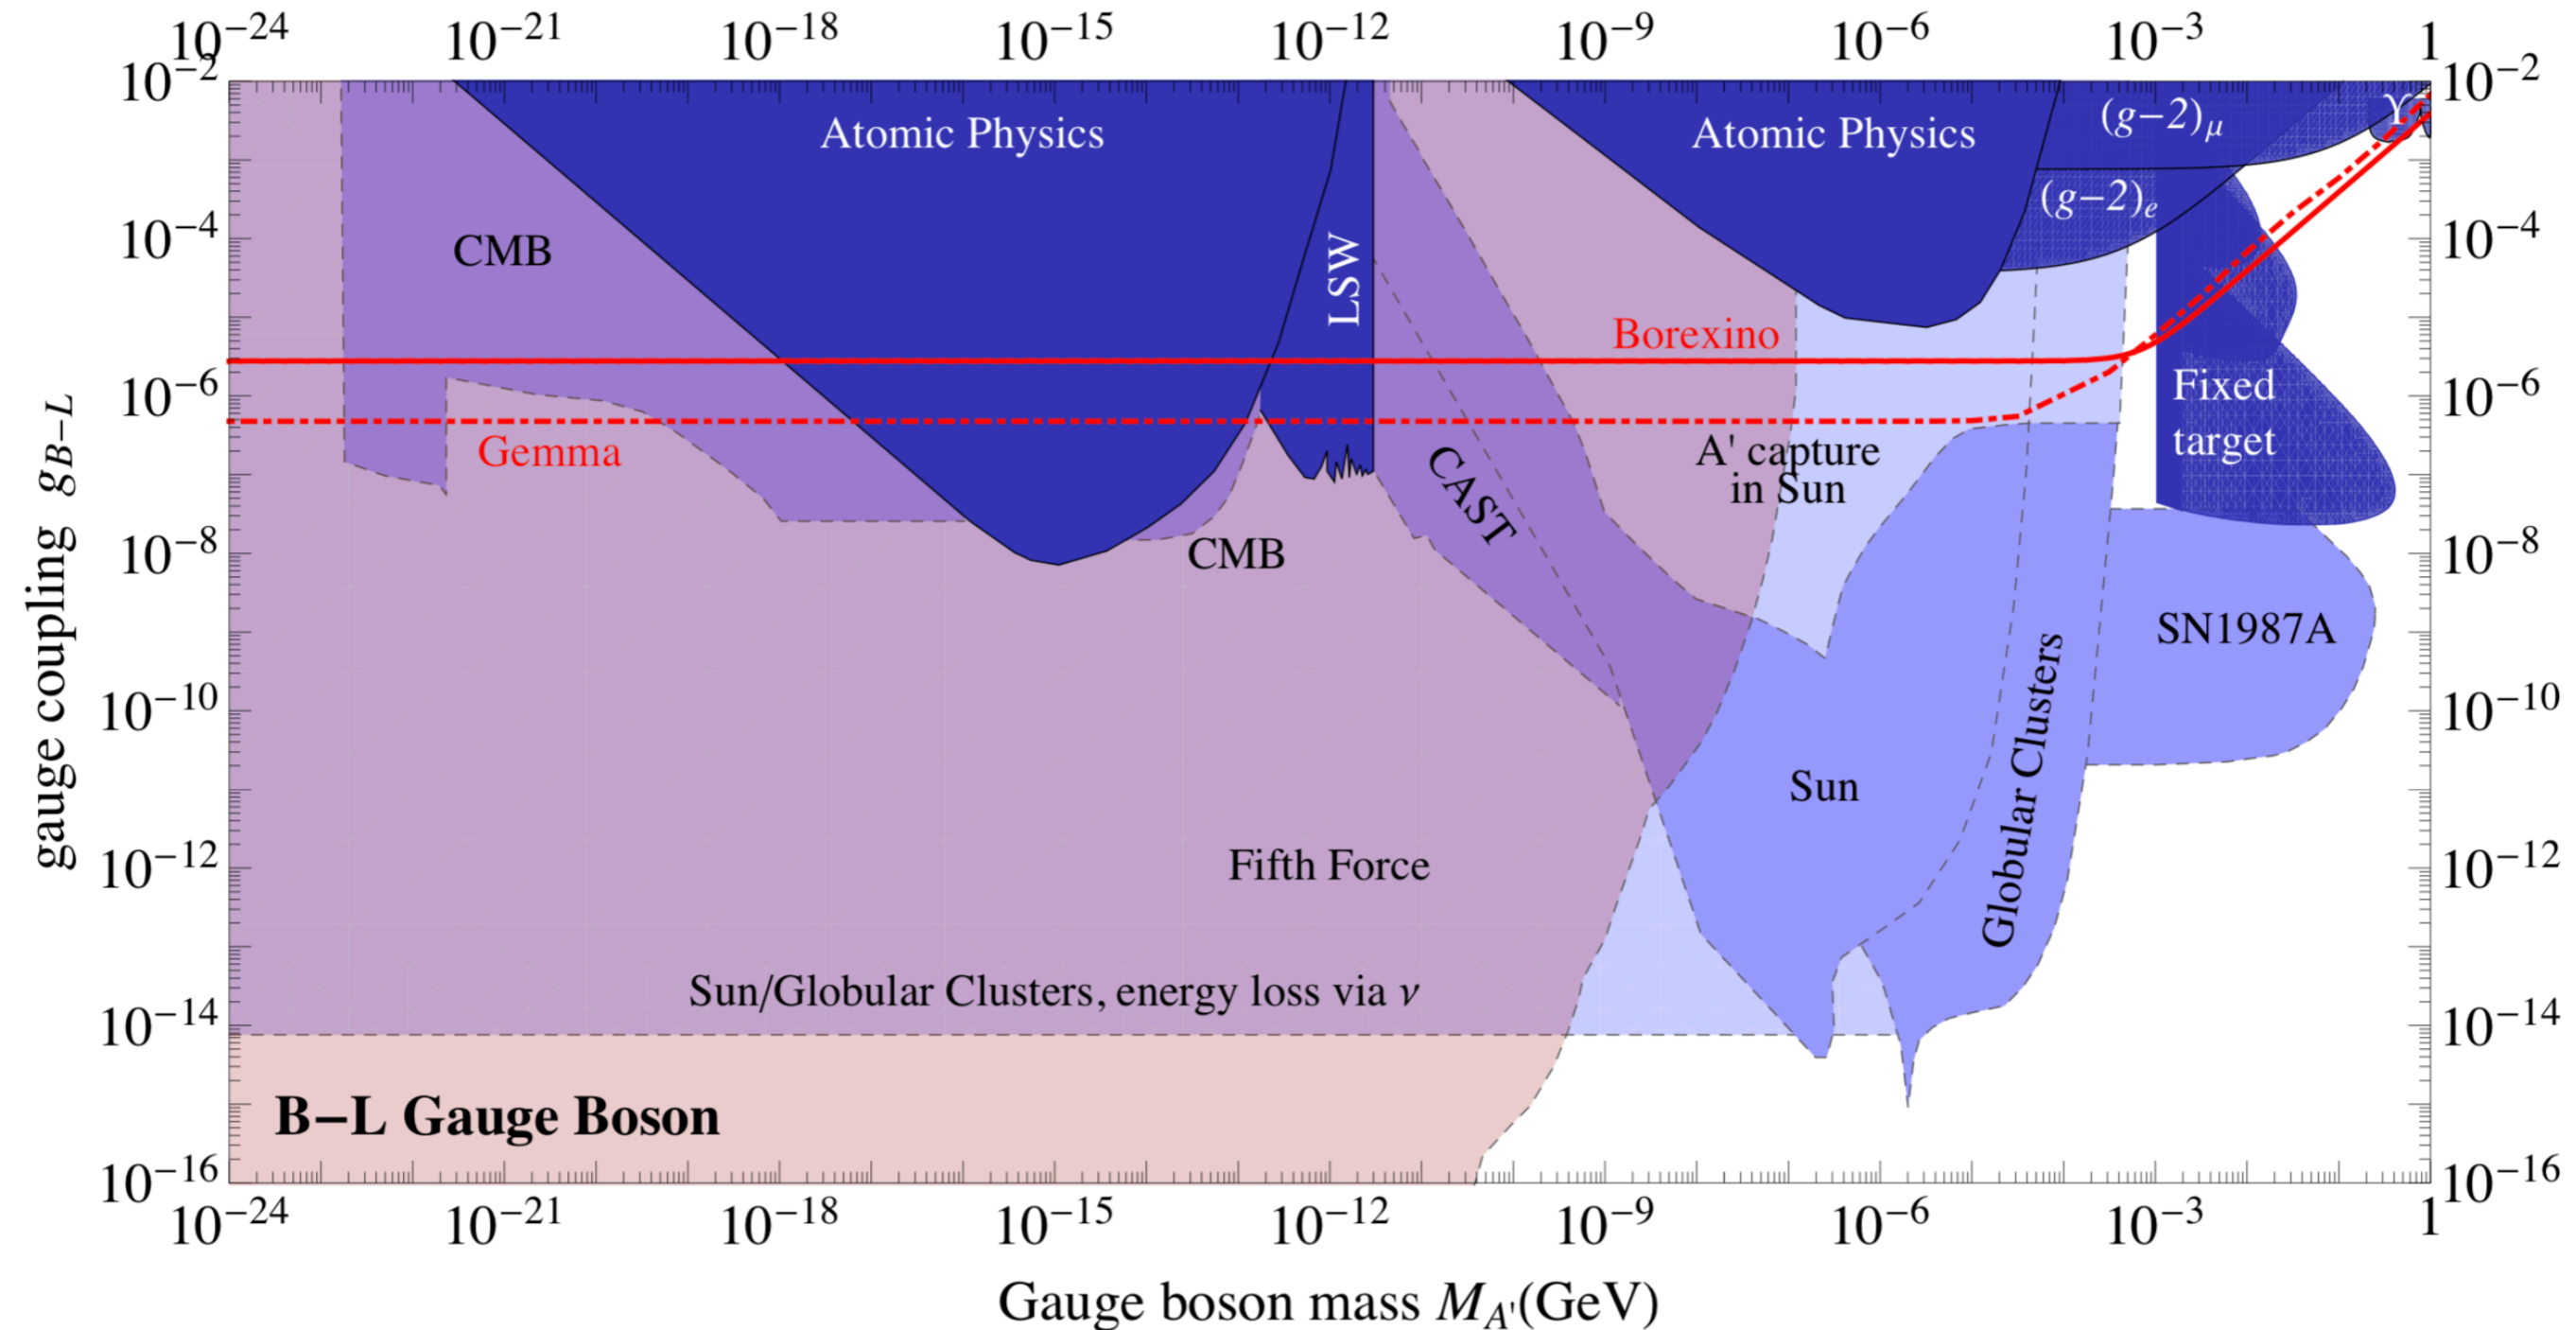 10−24 10−21 10−18 10−15 10−12 10−9 10−6 10−3 1
10−2 10−2
10−4 10−4
10−6 10−6
10−8 10−8
10−10 10−10
10−12 10−12
10−14 10−14
10−16 10−16
gauge coupling gB−L
Atomic Physics
Atomic Physics
(g−2)μ
ϒ
(g−2)e
CMB
LSW
Borexino
Gemma
Fixed
target
A' capture
in Sun
CAST
CMB
SN1987A
Sun
Globular Clusters
Fifth Force
Sun/Globular Clusters, energy loss via ν
B−L Gauge Boson
10−24 10−21 10−18 10−15 10−12 10−9 10−6 10−3 1
Gauge boson mass MA'(GeV)